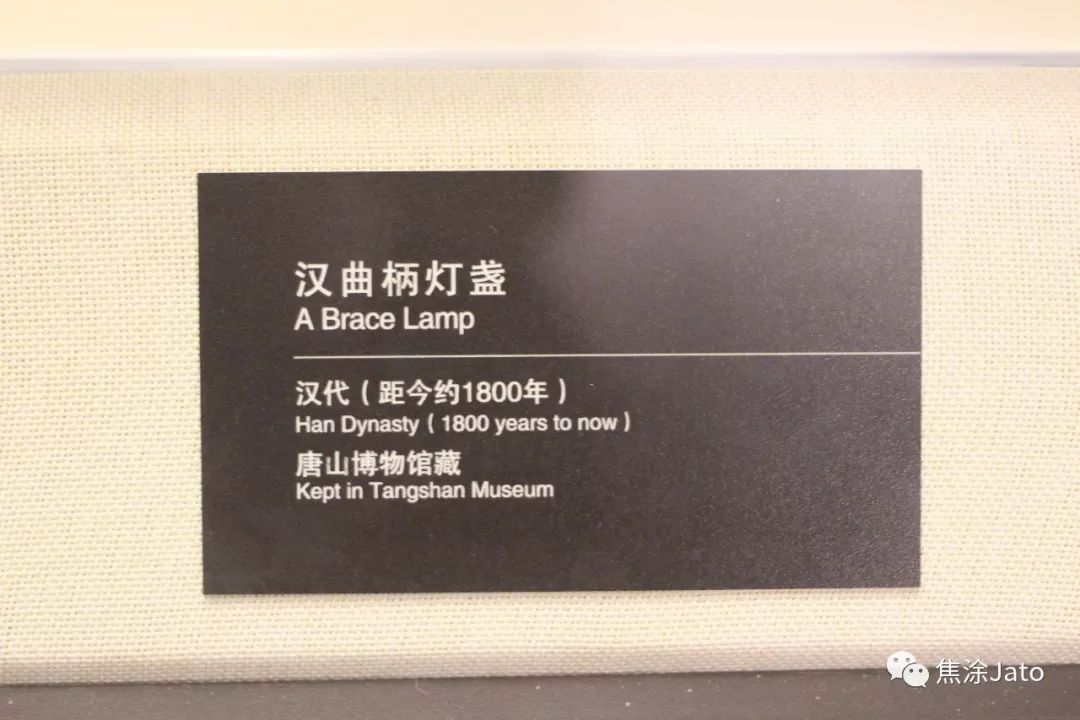 汉曲柄灯盏
A Brace Lamp
汉代（距今约1800年）
Han Dynasty（1800 years to now）
唐山博物馆藏
Kept in Tangshan Museum
焦涂Jato